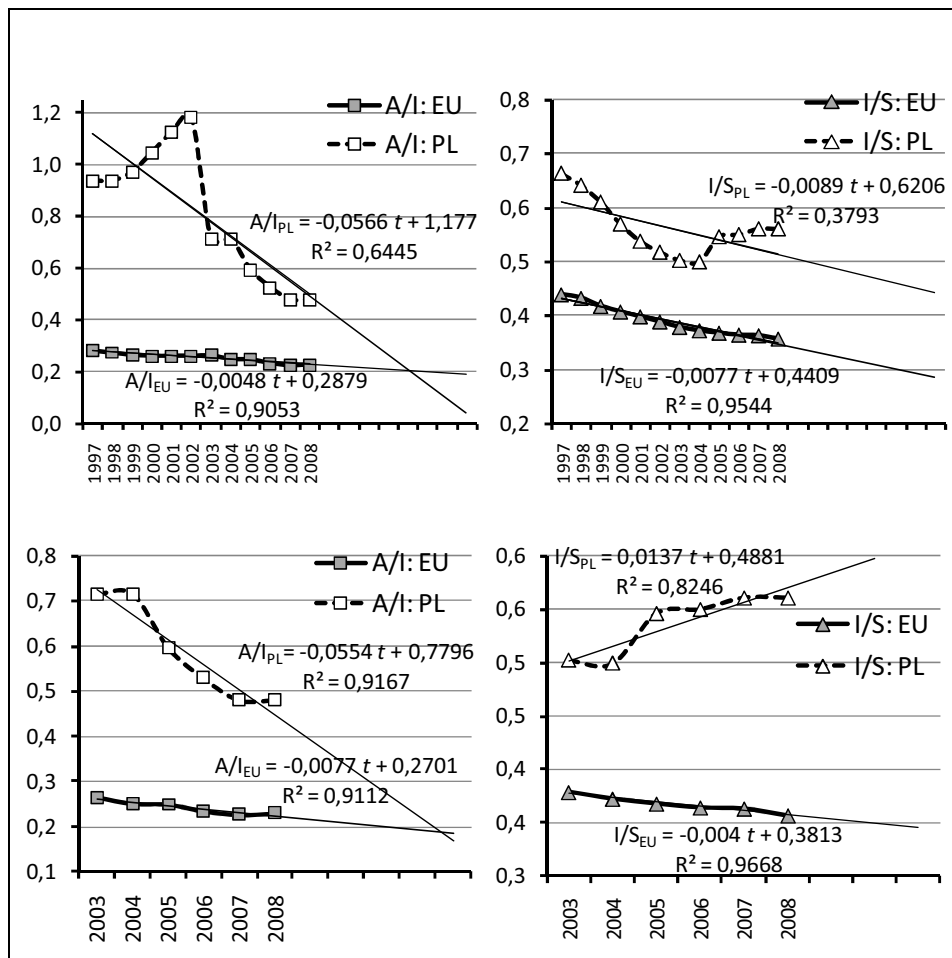 A/I: EU
A/I: PL
1,2
1,0
0,8
0,6
0,4
0,2
0,0
A/I_PL = -0,0566 t + 1,177
R² = 0,6445
A/I_EU = -0,0048 t + 0,2879
R² = 0,9053
1997
1998
1999
2000
2001
2002
2003
2004
2005
2006
2007
2008
I/S: EU
I/S: PL
0,8
0,7
0,6
0,5
0,4
0,3
0,2
I/S_PL = -0,0089 t + 0,6206
R² = 0,3793
I/S_EU = -0,0077 t + 0,4409
R² = 0,9544
1997
1998
1999
2000
2001
2002
2003
2004
2005
2006
2007
2008
A/I: EU
A/I: PL
0,8
0,7
0,6
0,5
0,4
0,3
0,2
0,1
A/I_PL = -0,0554 t + 0,7796
R² = 0,9167
A/I_EU = -0,0077 t + 0,2701
R² = 0,9112
2003
2004
2005
2006
2007
2008
0,6
0,6
0,5
0,5
0,4
0,4
0,3
I/S_PL = 0,0137 t + 0,4881
R² = 0,8246
I/S: EU
I/S: PL
I/S_EU = -0,004 t + 0,3813
R² = 0,9668
2003
2004
2005
2006
2007
2008